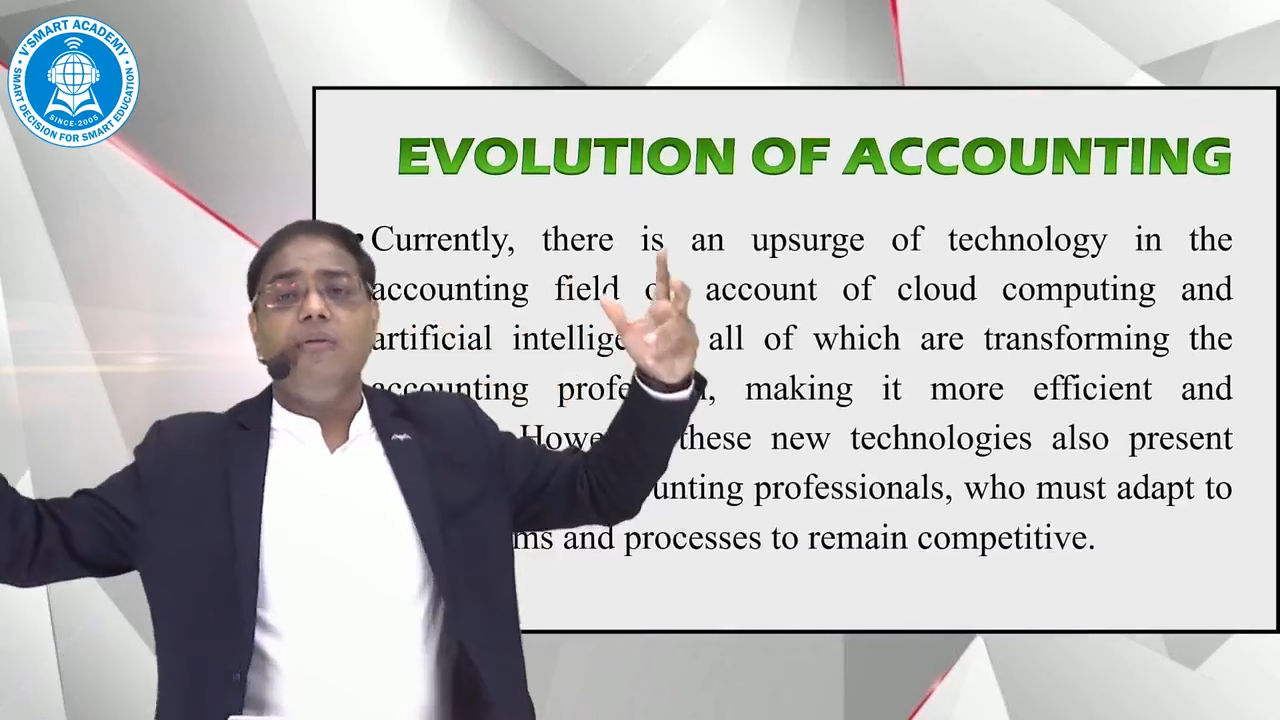 V'SMART ACADEMY
SMART DECISION FOR SMART EDUCATION
SINCE-2005
EVOLUTION OF ACCOUNTING
Currently, there is an upsurge of technology in the
accounting field account of cloud computing and
artificial all of which are transforming the
accounting making it more efficient and
these new technologies also present
professionals, who must adapt to
and processes to remain competitive.